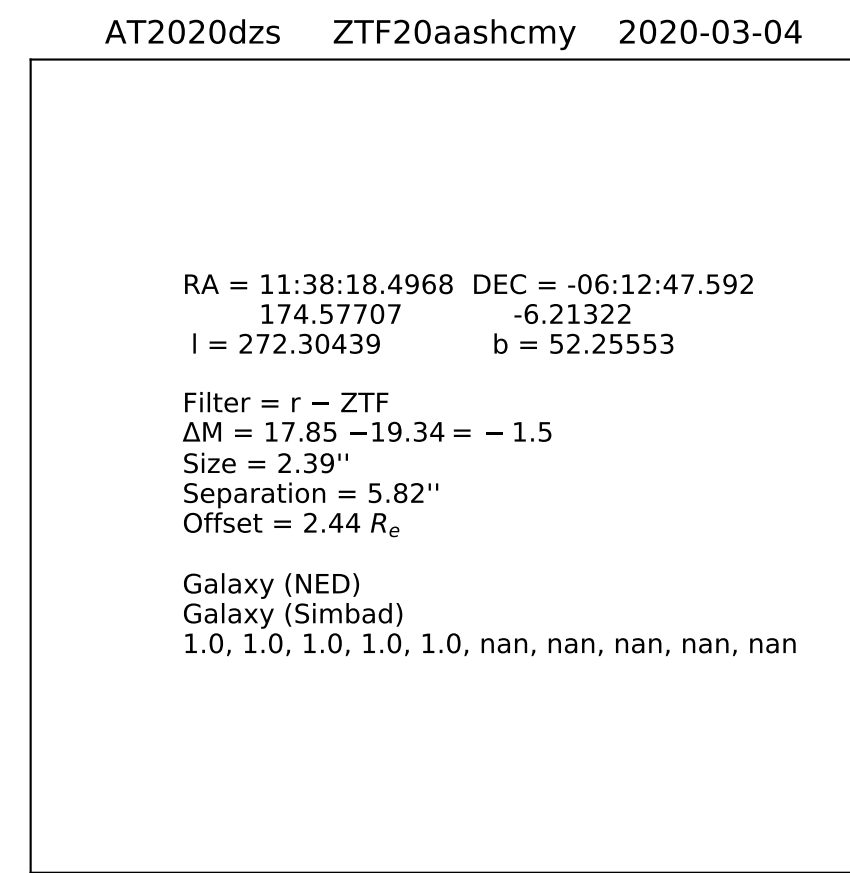 AT2020dzs ZTF20aashcmy 2020-03-04
RA = 11:38:18.4968 DEC = -06:12:47.592
174.57707 -6.21322
l = 272.30439 b = 52.25553
Filter = r − ZTF
ΔM = 17.85 −19.34 = − 1.5
Size = 2.39''
Separation = 5.82''
Offset = 2.44 Rₑ
Galaxy (NED)
Galaxy (Simbad)
1.0, 1.0, 1.0, 1.0, 1.0, nan, nan, nan, nan, nan